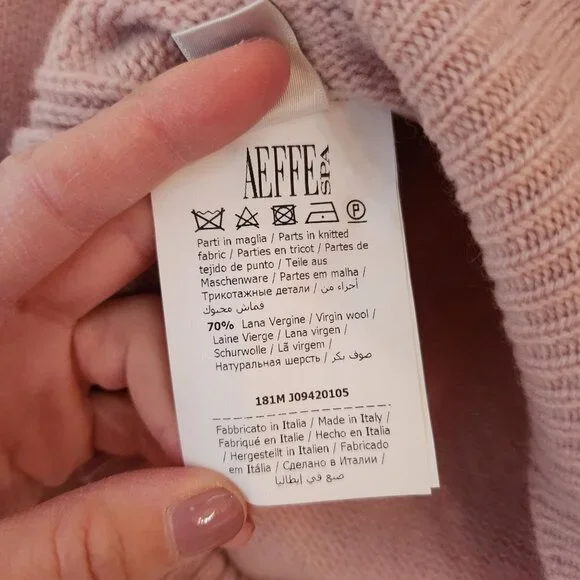 AEFFE SPA
Parti in maglia / Parts in knitted
fabric / Parties en tricot / Partes de
tejido de punto / Teile aus
Maschenware / Partes em malha /
Трикотажные детали / أجزاء من
قماش محبوك
70% Lana Vergine / Virgin wool /
Laine Vierge / Lana virgen /
Schurwolle / Lã virgem /
Натуральная шерсть / صوف بكر
181M J09420105
Fabbricato in Italia / Made in Italy /
Fabriqué en Italie / Hecho en Italia
/ Hergestellt in Italien / Fabricado
em Itália / Сделано в Италии /
صنع في إيطاليا